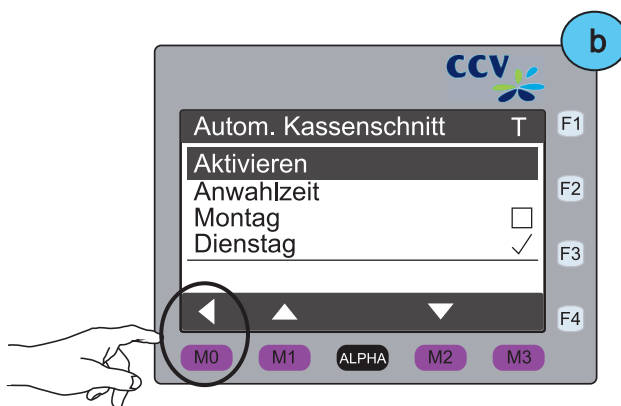 b
CCV
Autom. Kassenschnitt T F1
Aktivieren
Anwahlzeit F2
Montag
Dienstag F3
F4
M0 M1 ALPHA M2 M3